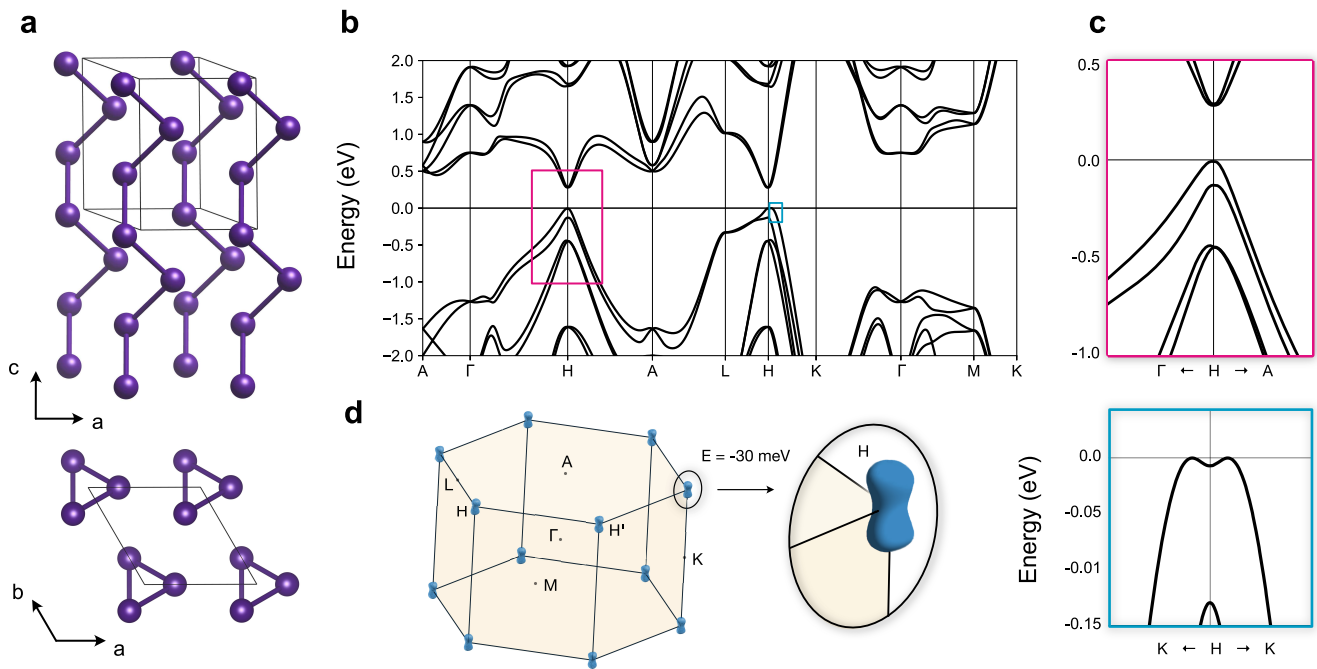 a
c
a
b
a
b
Energy (eV)
2.0
1.5
1.0
0.5
0.0
−0.5
−1.0
−1.5
−2.0
A Γ H A L H K Γ M K
c
0.5
0.0
-0.5
-1.0
Γ ← H → A
d
A
L
H
Γ
H'
K
M
E = -30 meV
H
Energy (eV)
0.0
-0.05
-0.01
-0.15
K ← H → K